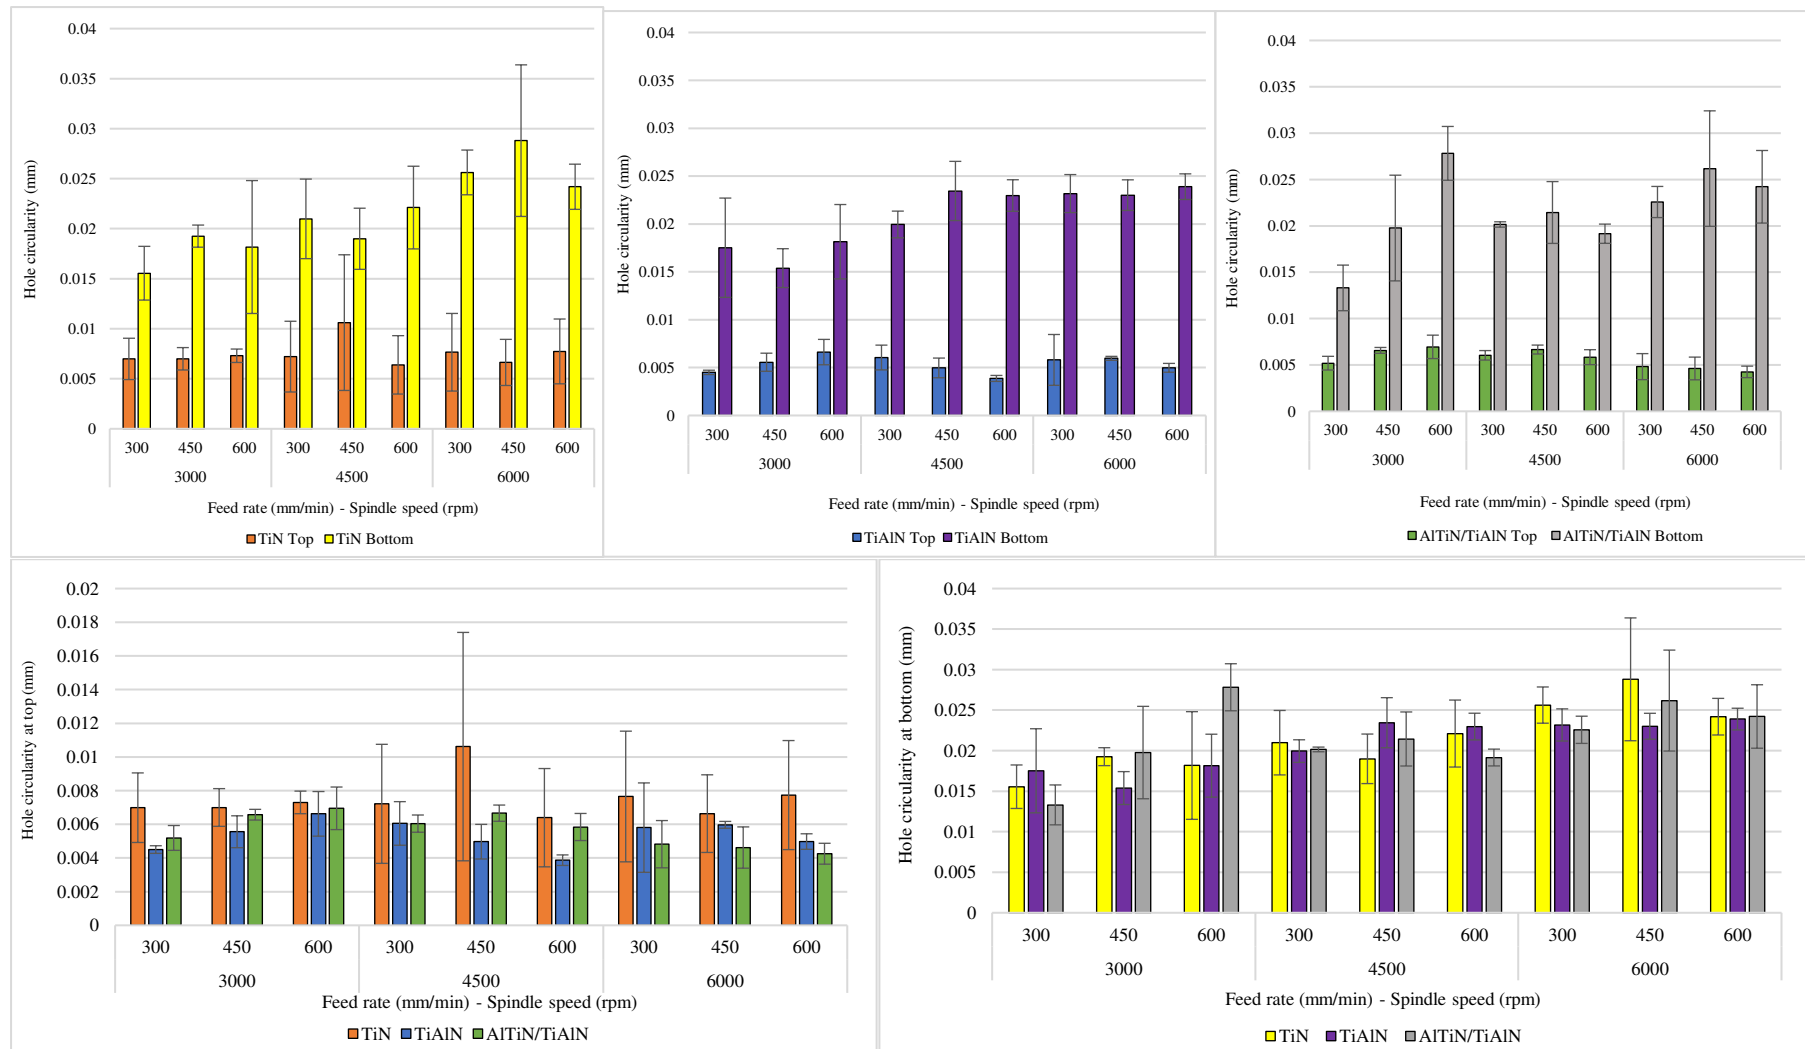 0.04
0.035
0.03
0.025
0.02
0.015
0.01
0.005
0
Hole circularity (mm)
300 450 600 300 450 600 300 450 600
3000 4500 6000
Feed rate (mm/min) - Spindle speed (rpm)
TiN Top TiN Bottom
0.04
0.035
0.03
0.025
0.02
0.015
0.01
0.005
0
Hole circularity (mm)
300 450 600 300 450 600 300 450 600
3000 4500 6000
Feed rate (mm/min) - Spindle speed (rpm)
TiAlN Top TiAlN Bottom
0.04
0.035
0.03
0.025
0.02
0.015
0.01
0.005
0
Hole circularity (mm)
300 450 600 300 450 600 300 450 600
3000 4500 6000
Feed rate (mm/min) - Spindle speed (rpm)
AlTiN/TiAlN Top AlTiN/TiAlN Bottom
0.02
0.018
0.016
0.014
0.012
0.01
0.008
0.006
0.004
0.002
0
Hole circularity at top (mm)
300 450 600 300 450 600 300 450 600
3000 4500 6000
Feed rate (mm/min) - Spindle speed (rpm)
TiN TiAlN AlTiN/TiAlN
0.04
0.035
0.03
0.025
0.02
0.015
0.01
0.005
0
Hole cricularity at bottom (mm)
300 450 600 300 450 600 300 450 600
3000 4500 6000
Feed rate (mm/min) - Spindle speed (rpm)
TiN TiAlN AlTiN/TiAlN